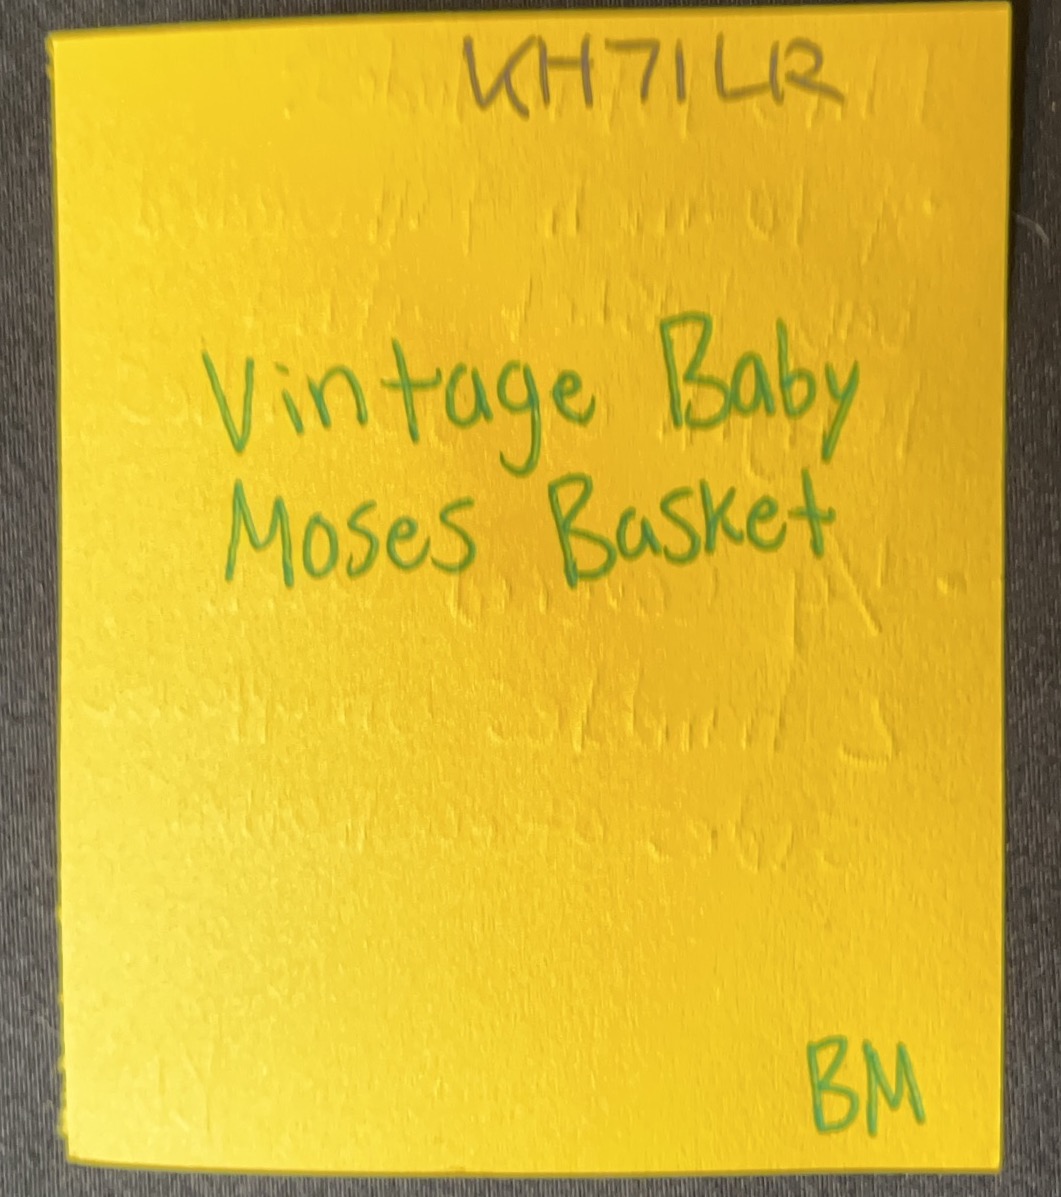 KH71LR
Vintage Baby
Moses Basket
BM